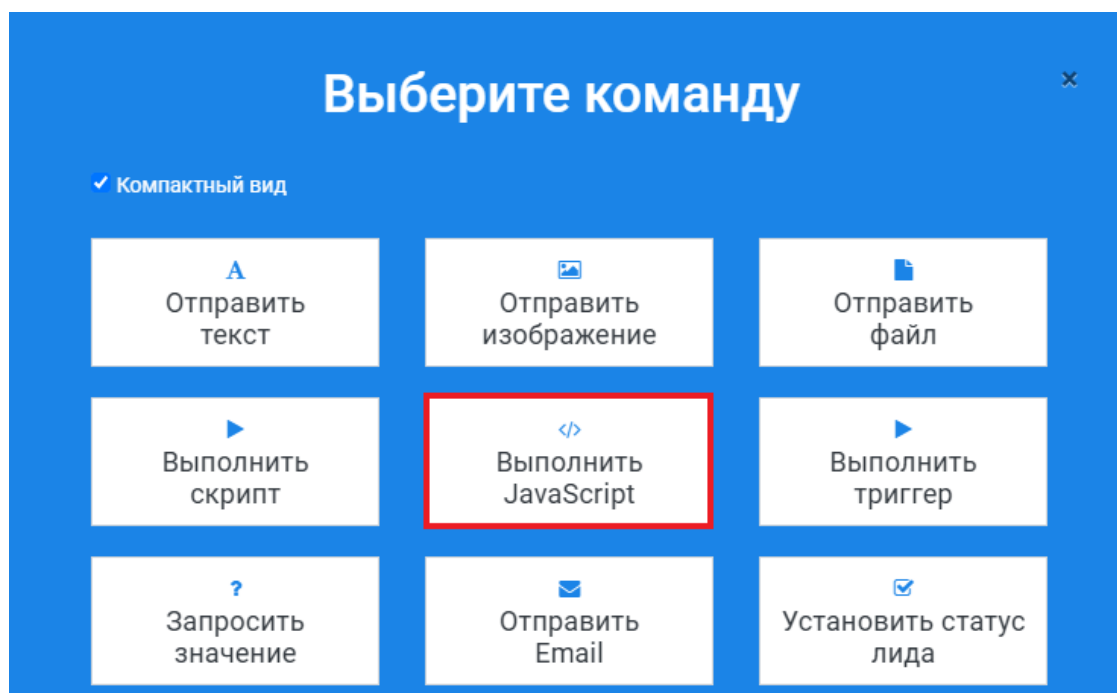 Выберите команду
×
Компактный вид
A
Отправить
текст
Отправить
изображение
Отправить
файл
Выполнить
скрипт
</>
Выполнить
JavaScript
Выполнить
триггер
?
Запросить
значение
Отправить
Email
Установить статус
лида